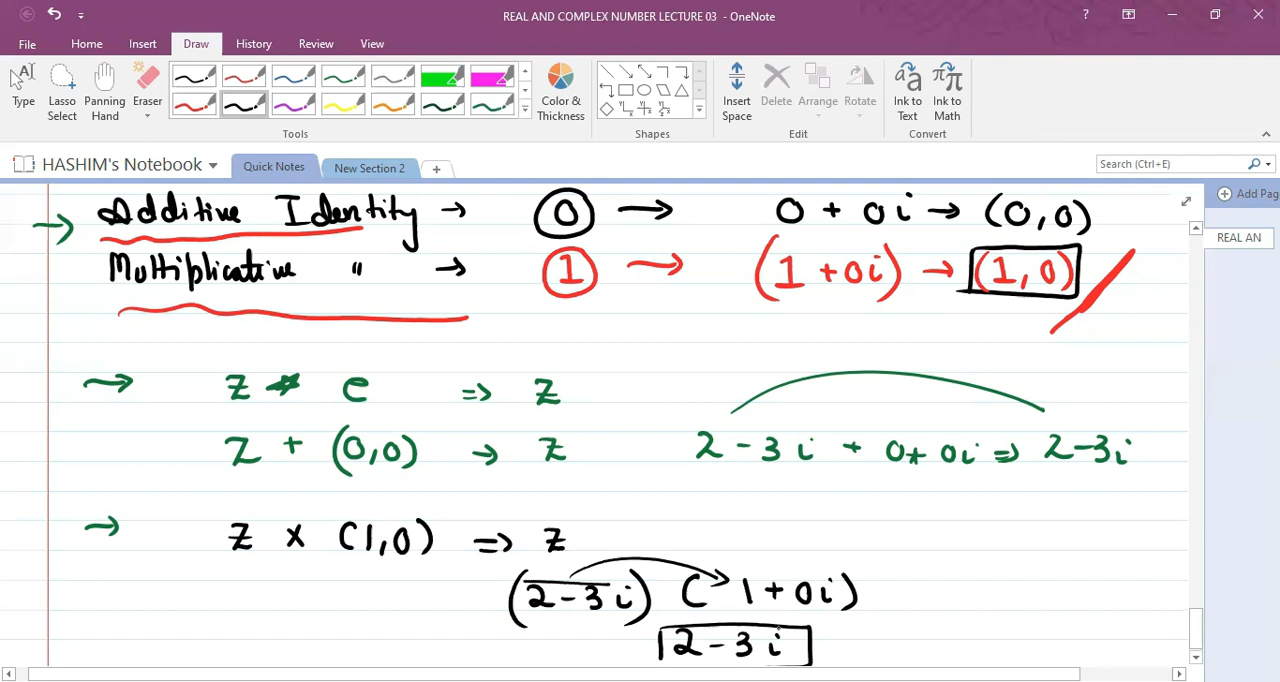 REAL AND COMPLEX NUMBER LECTURE 03 - OneNote
File Home Insert Draw History Review View
Type Lasso Select Panning Hand Eraser Color & Thickness Insert Space Delete Arrange Rotate Ink to Text Ink to Math
Tools Shapes Edit Convert
HASHIM's Notebook Quick Notes New Section 2 Search (Ctrl+E)
Add Pag
REAL AN
→ Additive Identity → 0 → 0 + 0i → (0,0)
Multiplicative " → 1 → (1 + 0i) → (1,0)
→ z * e ⇒ z
z + (0,0) → z 2 - 3i + 0 + 0i ⇒ 2 - 3i
→ z × (1,0) ⇒ z
(2 - 3i) (1 + 0i)
2 - 3i